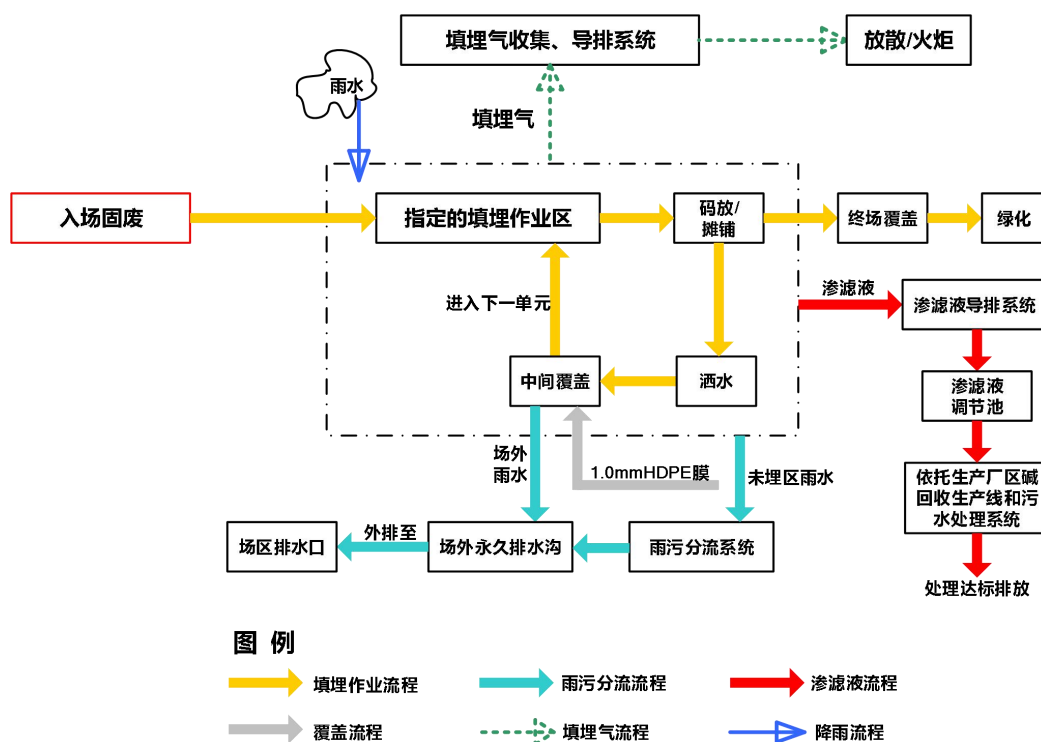 填埋气收集、导排系统
放散/火炬
雨水
填埋气
入场固废
指定的填埋作业区
码放/
摊铺
终场覆盖
绿化
进入下一单元
渗滤液
渗滤液导排系统
中间覆盖
洒水
渗滤液
调节池
场外
雨水
1.0mmHDPE膜
未埋区雨水
依托生产厂区碱
回收生产线和污
水处理系统
场区排水口
外排至
场外永久排水沟
雨污分流系统
处理达标排放
图 例
填埋作业流程
雨污分流流程
渗滤液流程
覆盖流程
填埋气流程
降雨流程